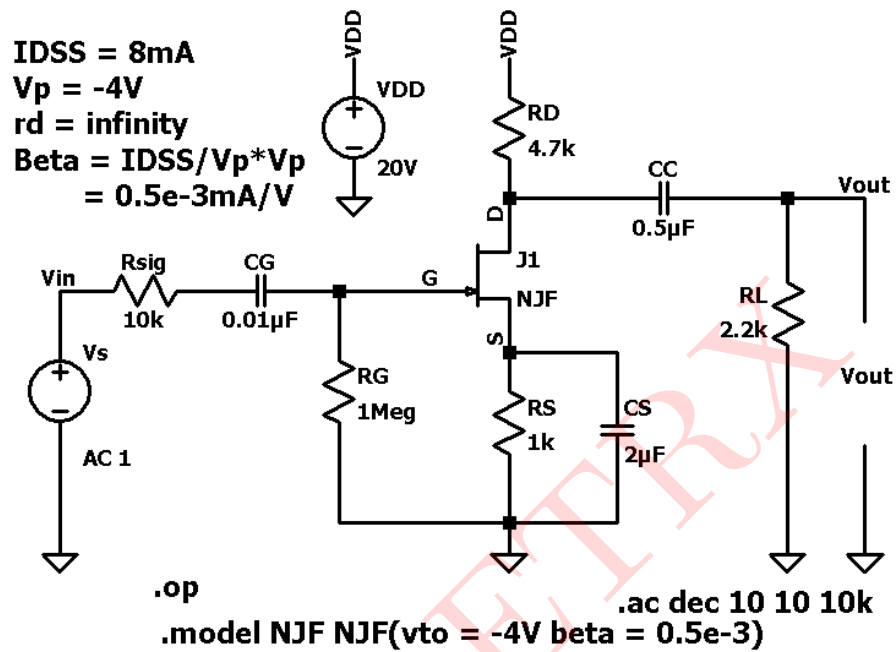 IDSS = 8mA
Vp = -4V
rd = infinity
Beta = IDSS/Vp*Vp
= 0.5e-3mA/V
VDD
VDD
20V
VDD
RD
4.7k
D
CC
0.5µF
Vout
J1
NJF
G
S
Vin
Rsig
10k
CG
0.01µF
Vs
AC 1
RG
1Meg
RS
1k
CS
2µF
RL
2.2k
Vout
ETRX
.op
.ac dec 10 10 10k
.model NJF NJF(vto = -4V beta = 0.5e-3)